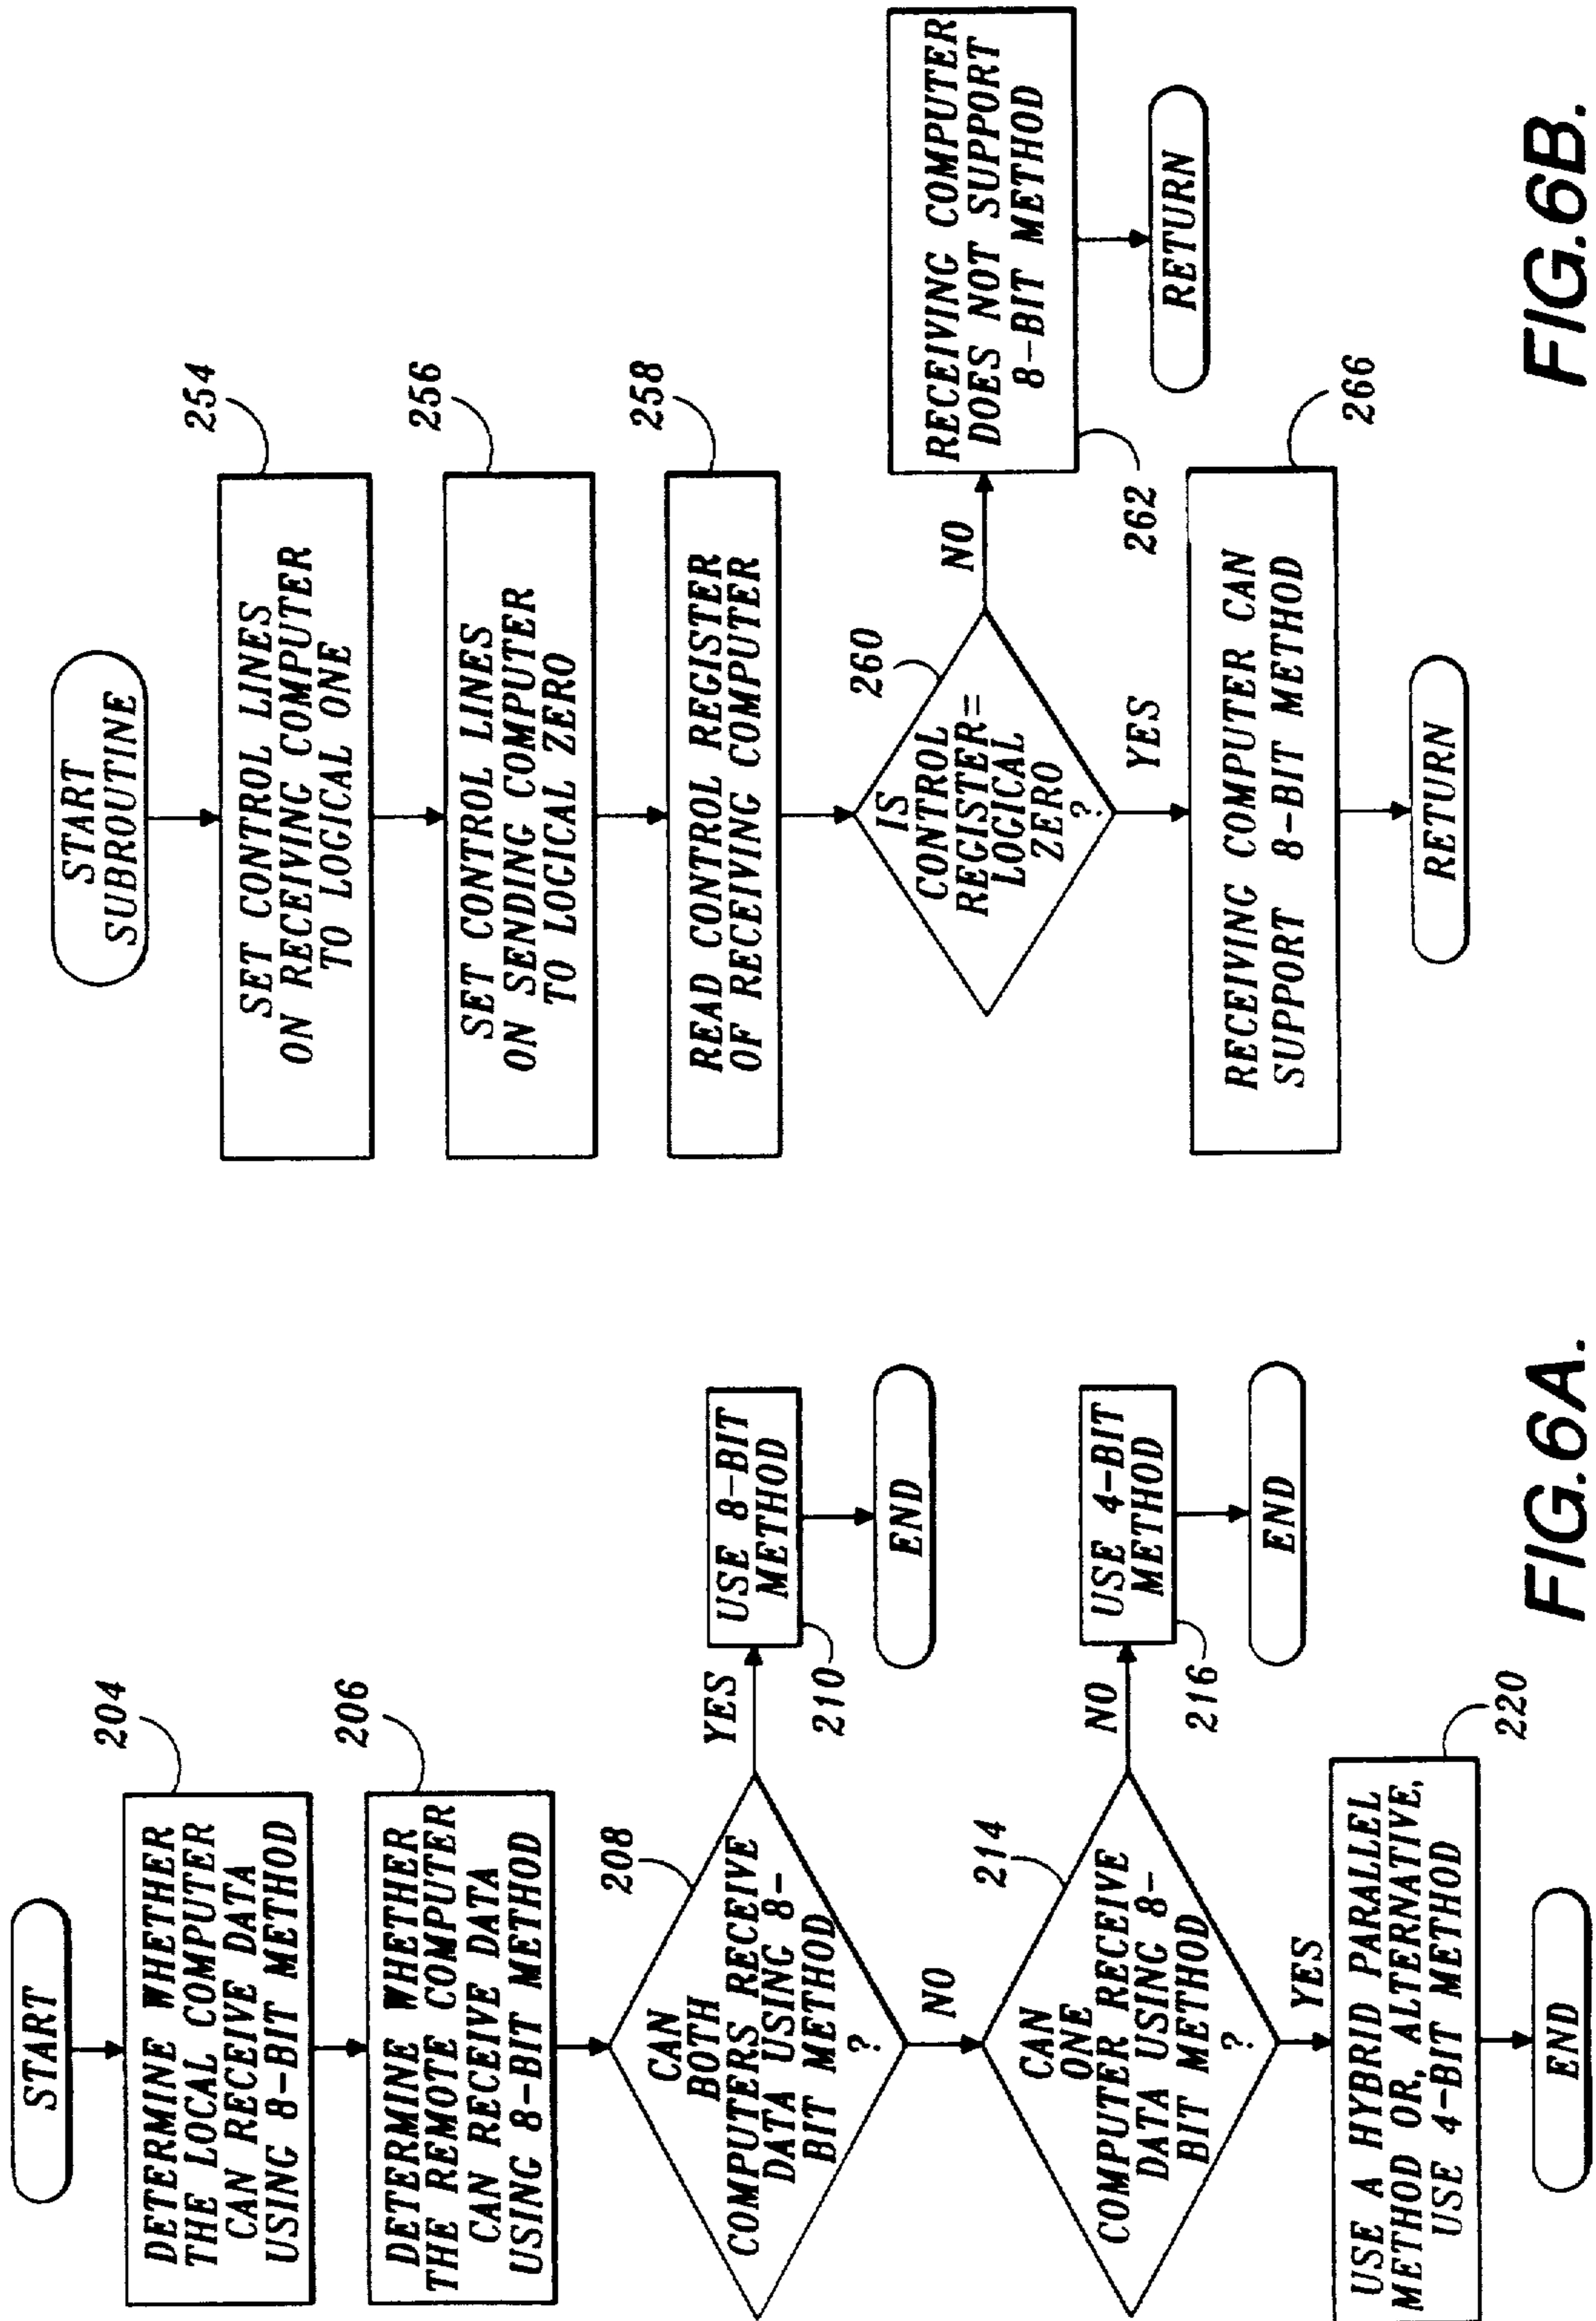 START
204
DETERMINE WHETHER
THE LOCAL COMPUTER
CAN RECEIVE DATA
USING 8-BIT METHOD
206
DETERMINE WHETHER
THE REMOTE COMPUTER
CAN RECEIVE DATA
USING 8-BIT METHOD
208
CAN
BOTH
COMPUTERS RECEIVE
DATA USING 8-
BIT METHOD
?
YES
USE 8-BIT
METHOD
210
END
NO
214
CAN
ONE
COMPUTER RECEIVE
DATA USING 8-
BIT METHOD
?
NO
USE 4-BIT
METHOD
216
END
YES
220
USE A HYBRID PARALLEL
METHOD OR, ALTERNATIVE,
USE 4-BIT METHOD
END
FIG.6A.
START
SUBROUTINE
254
SET CONTROL LINES
ON RECEIVING COMPUTER
TO LOGICAL ONE
256
SET CONTROL LINES
ON SENDING COMPUTER
TO LOGICAL ZERO
258
READ CONTROL REGISTER
OF RECEIVING COMPUTER
260
IS
CONTROL
REGISTER=
LOGICAL
ZERO
?
NO
RECEIVING COMPUTER
DOES NOT SUPPORT
8-BIT METHOD
262
RETURN
YES
266
RECEIVING COMPUTER CAN
SUPPORT 8-BIT METHOD
RETURN
FIG.6B.